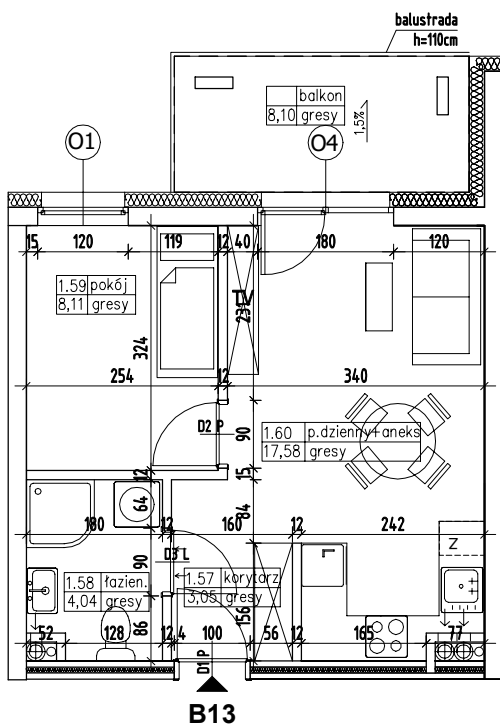 balustrada
h=110cm
balkon
8,10 gresy
1.5%
O1
O4
15 120 119 12 40 180 120
1.59 pokój
8,11 gresy
TV
231
324
254 12 340
D2 P
90
1.60 p.dzienny+aneks
17,58 gresy
12
15
64
84
180 12 160 12 242
Z
90
D3 L
1.58 łazien.
4,04 gresy
1.57 korytarz
3,05 gresy
86
156
52 128 12 4 100 56 12 165 77
D1 P
B13